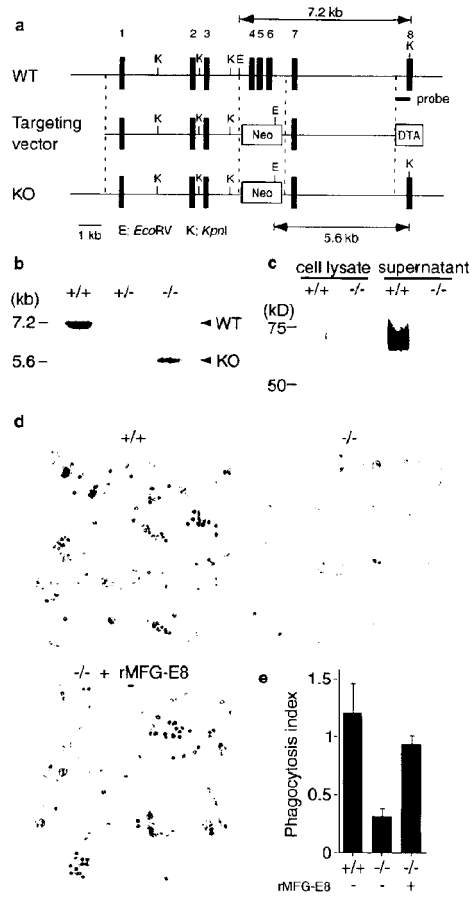 a
7.2 kb
1 2 3 4 5 6 7 8
K K K E K
WT
probe
Targeting vector
K K K Neo E DTA
KO
K K K Neo E K
1 kb E; EcoRV K; KpnI
5.6 kb
b
(kb) +/+ +/- -/-
7.2 WT
5.6 KO
c
cell lysate supernatant
+/+ -/- +/+ -/-
(kD)
75
50
d
+/+ -/-
-/- + rMFG-E8
e
Phagocytosis index
1.5
1
0.5
0
+/+ -/- -/-
rMFG-E8 - - +